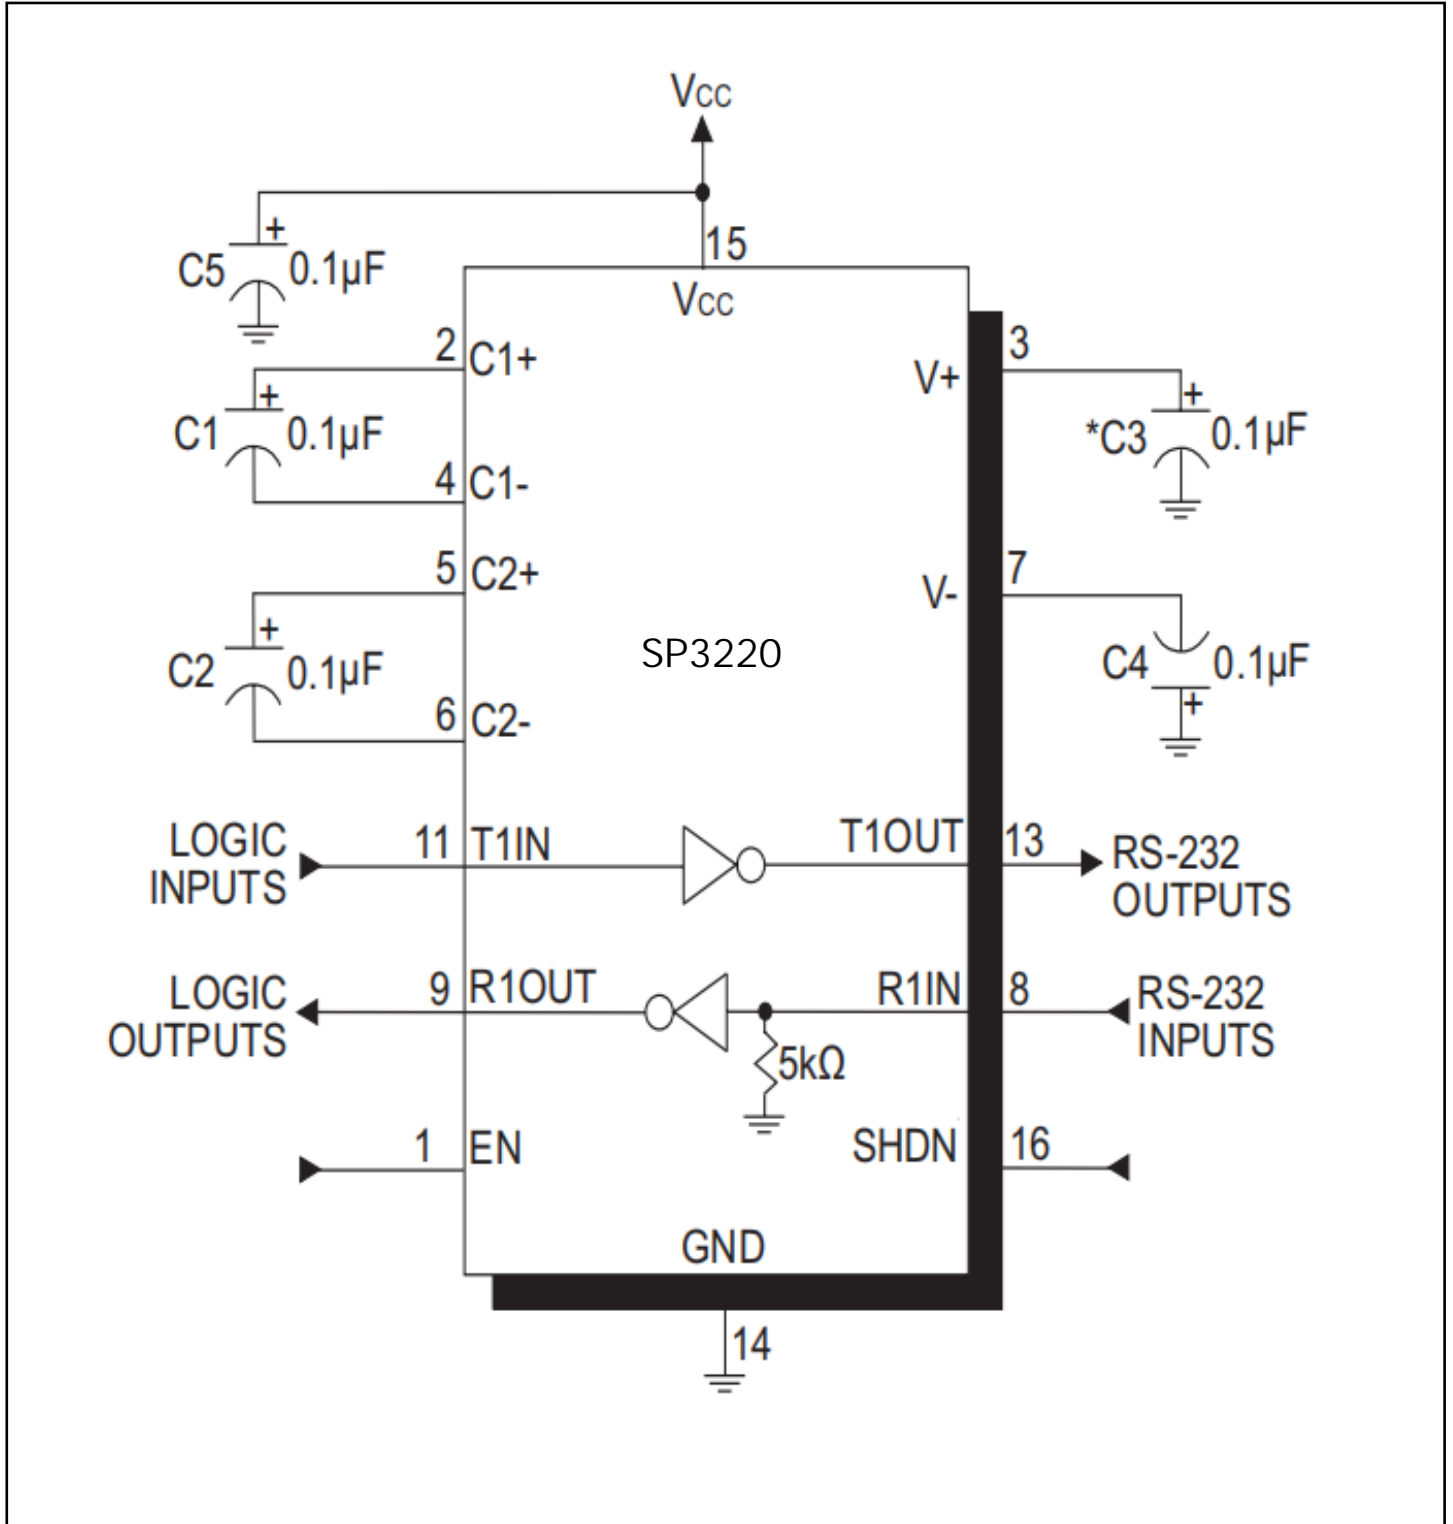 Vcc
15
Vcc
+
C5 0.1µF
2 C1+
+
C1 0.1µF
4 C1-
5 C2+
+
C2 0.1µF
6 C2-
3
V+
+
*C3 0.1µF
7
V-
C4 0.1µF
+
SP3220
LOGIC
INPUTS
11 T1IN
T1OUT 13
RS-232
OUTPUTS
LOGIC
OUTPUTS
9 R1OUT
R1IN 8
RS-232
INPUTS
5kΩ
1 EN
SHDN 16
GND
14